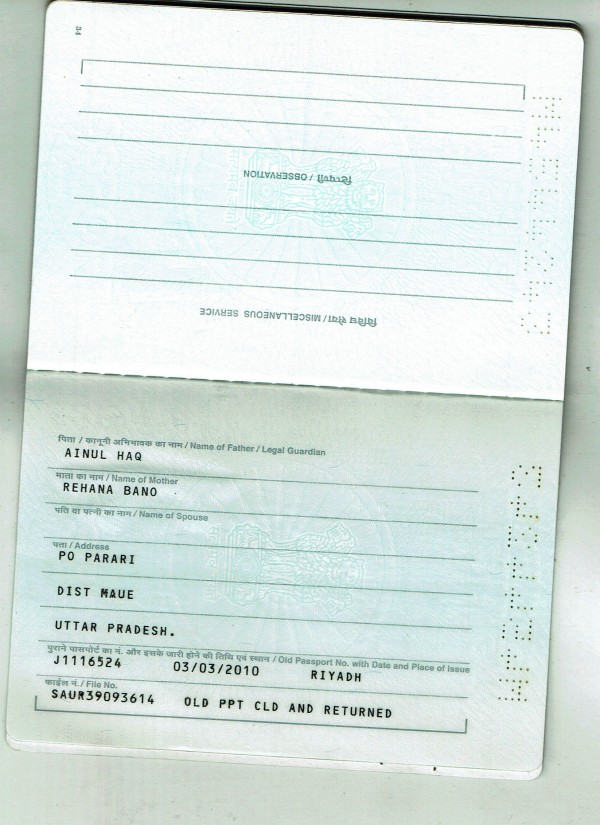 34
टिप्पणी / OBSERVATION
विविध सेवा / MISCELLANEOUS SERVICE
पिता / कानूनी अभिभावक का नाम / Name of Father / Legal Guardian
AINUL HAQ
माता का नाम / Name of Mother
REHANA BANO
पति या पत्नी का नाम / Name of Spouse
पता / Address
PO PARARI
DIST MAUE
UTTAR PRADESH.
पुराने पासपोर्ट का नं. और इसके जारी होने की तिथि एवं स्थान / Old Passport No. with Date and Place of Issue
J1116524 03/03/2010 RIYADH
फाईल नं. / File No.
SAUR39093614 OLD PPT CLD AND RETURNED